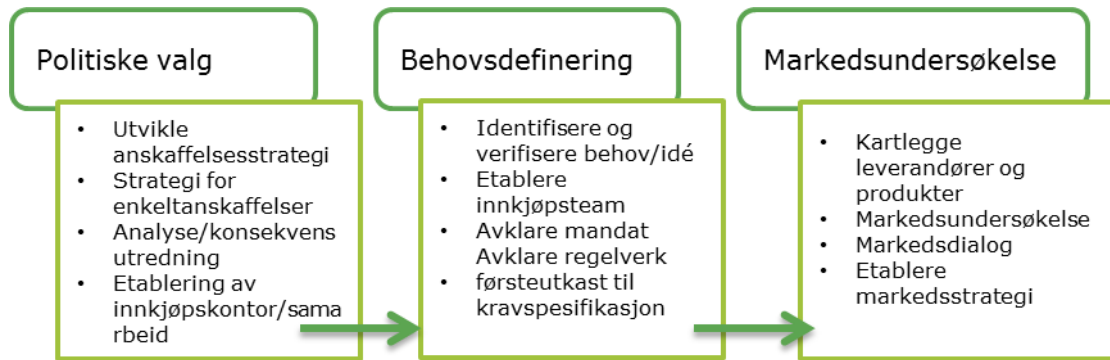 Politiske valg
• Utvikle
anskaffelsesstrategi
• Strategi for
enkeltanskaffelser
• Analyse/konsekvens
utredning
• Etablering av
innkjøpskontor/sama
rbeid
Behovsdefinering
• Identifisere og
verifisere behov/idé
• Etablere
innkjøpsteam
• Avklare mandat
Avklare regelverk
• førsteutkast til
kravspesifikasjon
Markedsundersøkelse
• Kartlegge
leverandører og
produkter
• Markedsundersøkelse
• Markedsdialog
• Etablere
markedsstrategi